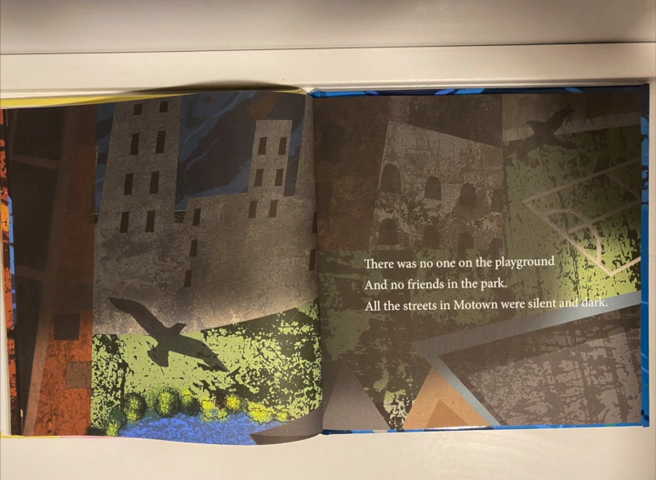 There was no one on the playground
And no friends in the park.
All the streets in Motown were silent and dark.